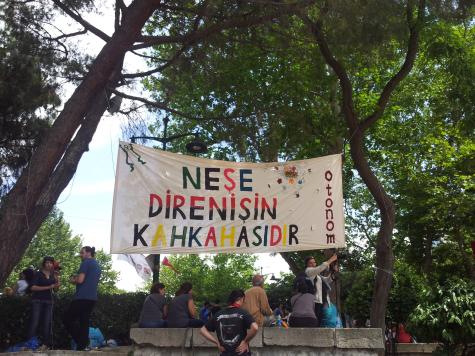 NEŞE
DİRENİŞİN
KAHKAHASIDIR
otonom